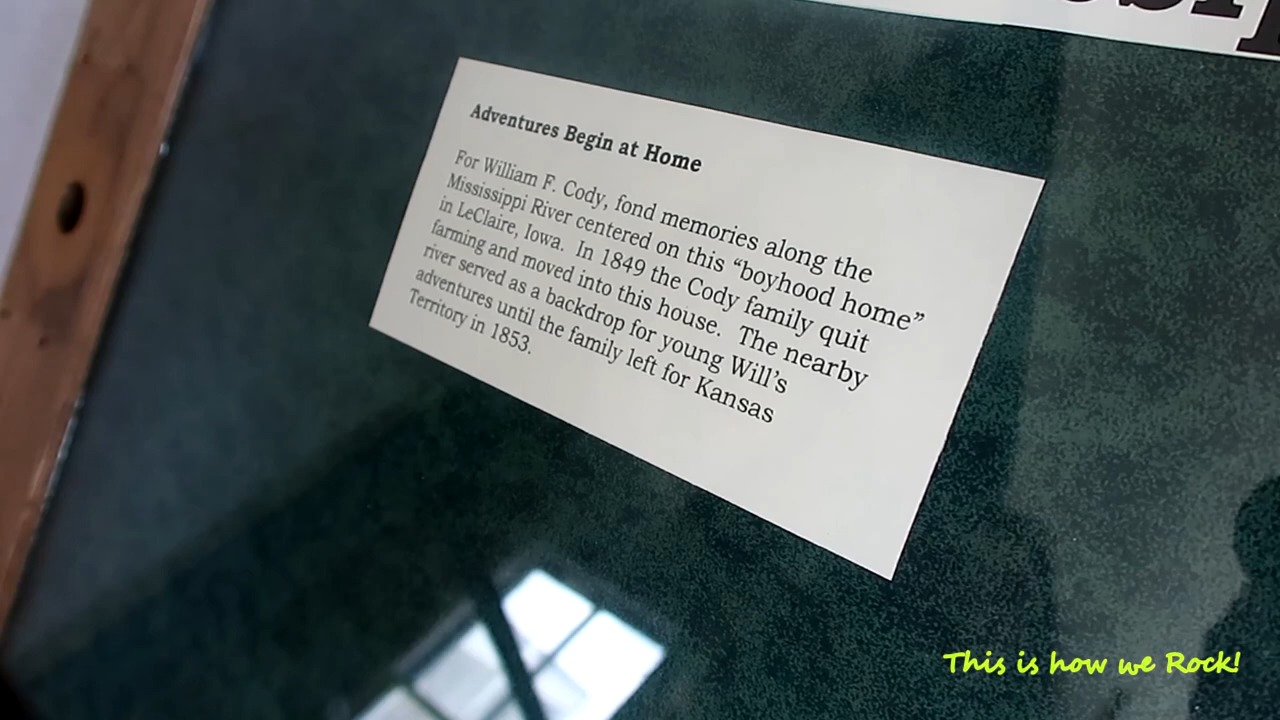 Adventures Begin at Home
For William F. Cody, fond memories along the
Mississippi River centered on this “boyhood home”
in LeClaire, Iowa. In 1849 the Cody family quit
farming and moved into this house. The nearby
river served as a backdrop for young Will’s
adventures until the family left for Kansas
Territory in 1853.
This is how we Rock!